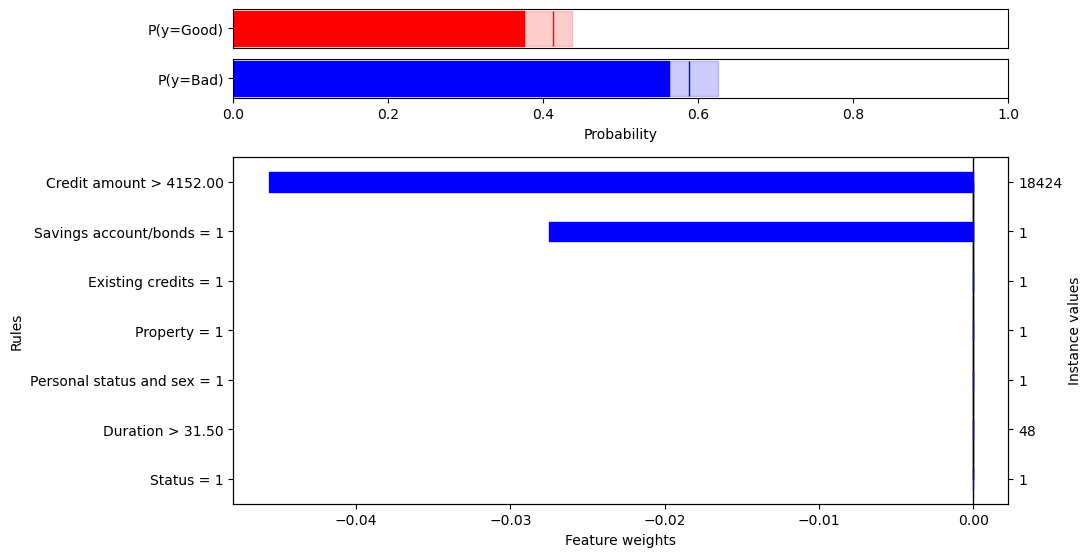 P(y=Good)
P(y=Bad)
0.0 0.2 0.4 0.6 0.8 1.0
Probability
Credit amount > 4152.00 18424
Savings account/bonds = 1 1
Existing credits = 1 1
Property = 1 1
Personal status and sex = 1 1
Duration > 31.50 48
Status = 1 1
Rules
Instance values
−0.04 −0.03 −0.02 −0.01 0.00
Feature weights